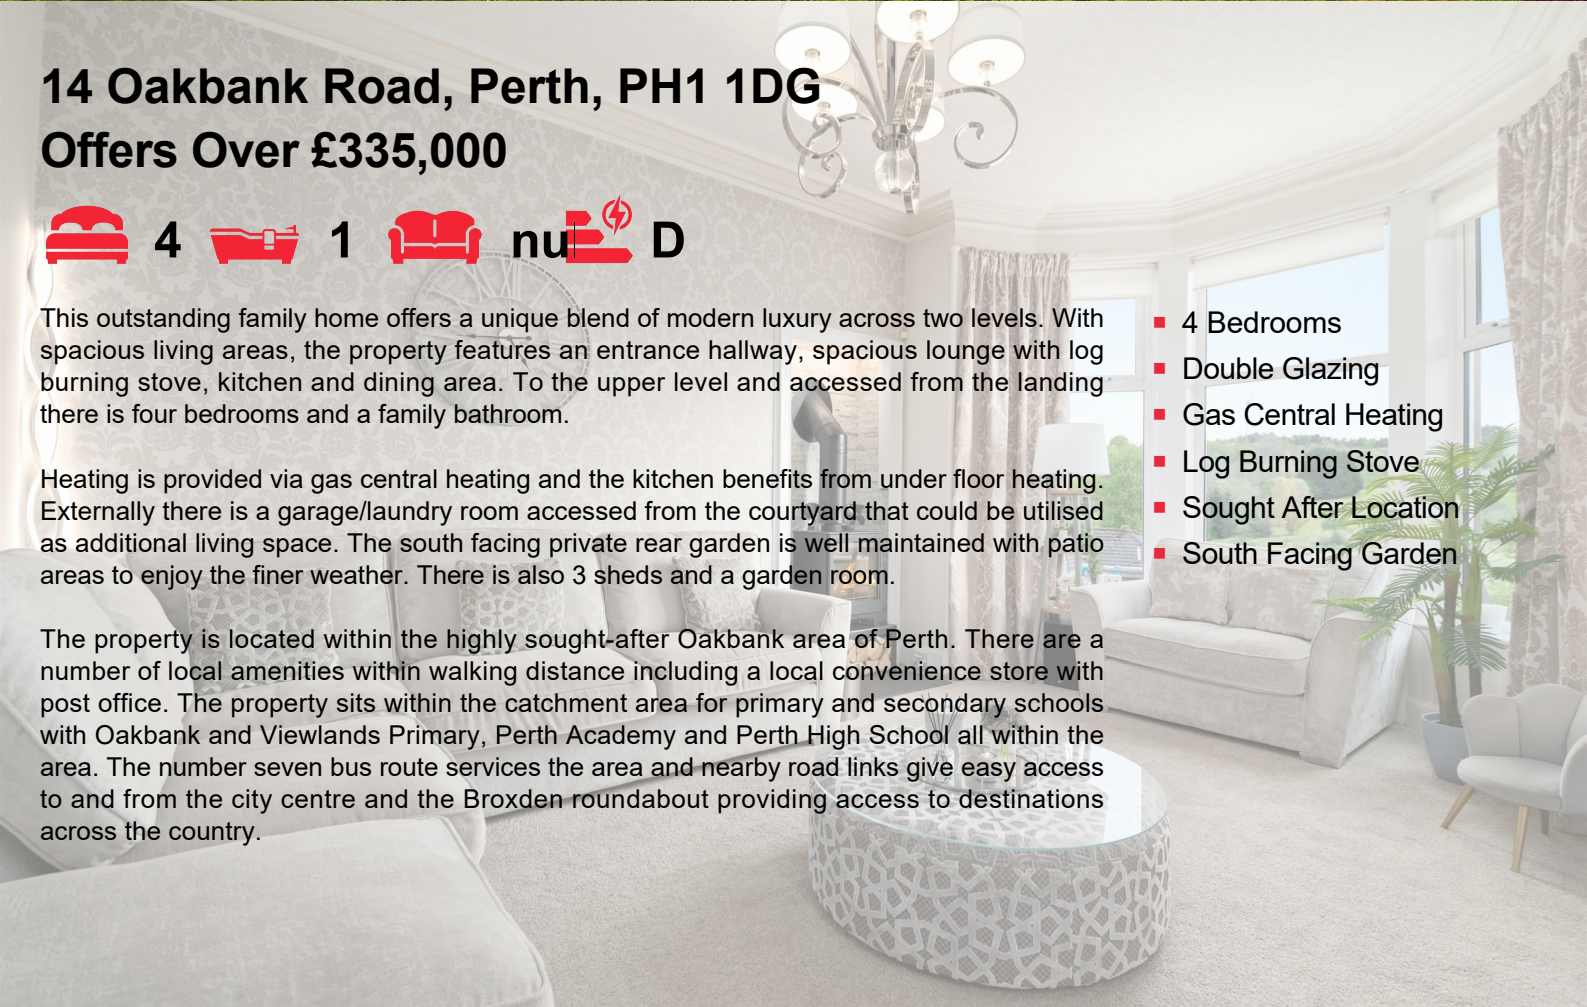 14 Oakbank Road, Perth, PH1 1DG
Offers Over £335,000
4 1 nu D
This outstanding family home offers a unique blend of modern luxury across two levels. With
spacious living areas, the property features an entrance hallway, spacious lounge with log
burning stove, kitchen and dining area. To the upper level and accessed from the landing
there is four bedrooms and a family bathroom.
Heating is provided via gas central heating and the kitchen benefits from under floor heating.
Externally there is a garage/laundry room accessed from the courtyard that could be utilised
as additional living space. The south facing private rear garden is well maintained with patio
areas to enjoy the finer weather. There is also 3 sheds and a garden room.
The property is located within the highly sought-after Oakbank area of Perth. There are a
number of local amenities within walking distance including a local convenience store with
post office. The property sits within the catchment area for primary and secondary schools
with Oakbank and Viewlands Primary, Perth Academy and Perth High School all within the
area. The number seven bus route services the area and nearby road links give easy access
to and from the city centre and the Broxden roundabout providing access to destinations
across the country.
4 Bedrooms
Double Glazing
Gas Central Heating
Log Burning Stove
Sought After Location
South Facing Garden